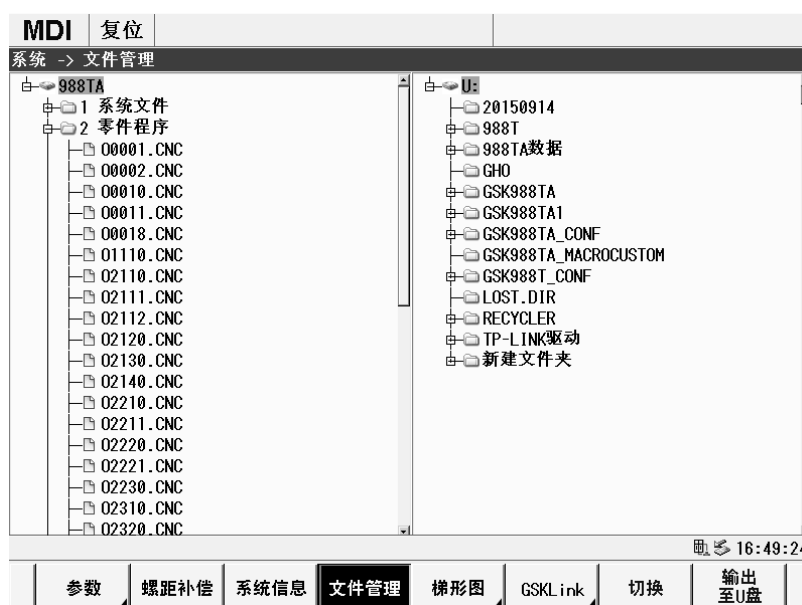 MDI 复位
系统 -> 文件管理
988TA
1 系统文件
2 零件程序
O0001.CNC
O0002.CNC
O0010.CNC
O0011.CNC
O0018.CNC
O1110.CNC
O2110.CNC
O2111.CNC
O2112.CNC
O2120.CNC
O2130.CNC
O2140.CNC
O2210.CNC
O2211.CNC
O2220.CNC
O2221.CNC
O2230.CNC
O2310.CNC
O2320.CNC
U:
20150914
988T
988TA数据
GHO
GSK988TA
GSK988TA1
GSK988TA_CONF
GSK988TA_MACROCUSTOM
GSK988T_CONF
LOST.DIR
RECYCLER
TP-LINK驱动
新建文件夹
16:49:24
参数 螺距补偿 系统信息 文件管理 梯形图 GSKLink 切换 输出
至U盘